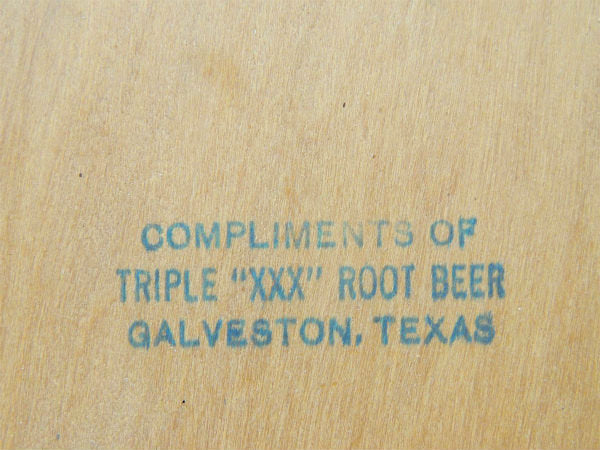 COMPLIMENTS OF
TRIPLE "XXX" ROOT BEER
GALVESTON, TEXAS